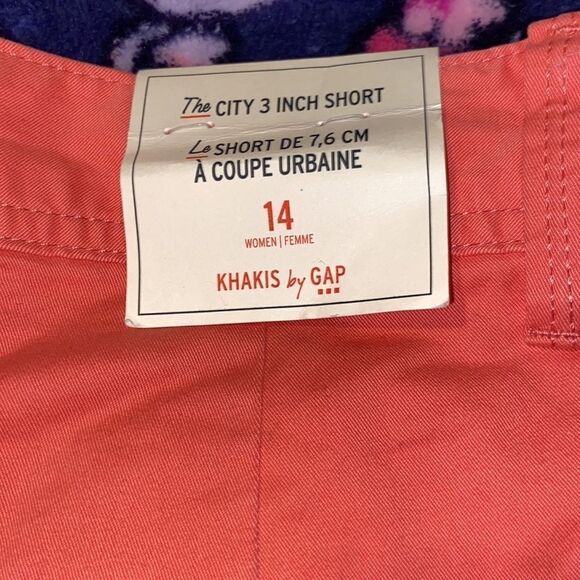 The CITY 3 INCH SHORT
Le SHORT DE 7,6 CM
À COUPE URBAINE
14
WOMEN | FEMME
KHAKIS by GAP